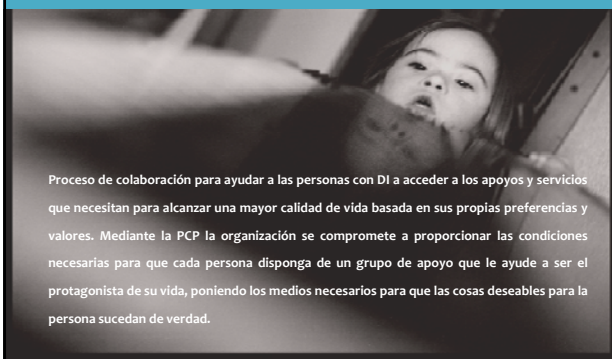 Proceso de colaboración para ayudar a las personas con DI a acceder a los apoyos y servicios
que necesitan para alcanzar una mayor calidad de vida basada en sus propias preferencias y
valores. Mediante la PCP la organización se compromete a proporcionar las condiciones
necesarias para que cada persona disponga de un grupo de apoyo que le ayude a ser el
protagonista de su vida, poniendo los medios necesarios para que las cosas deseables para la
persona sucedan de verdad.